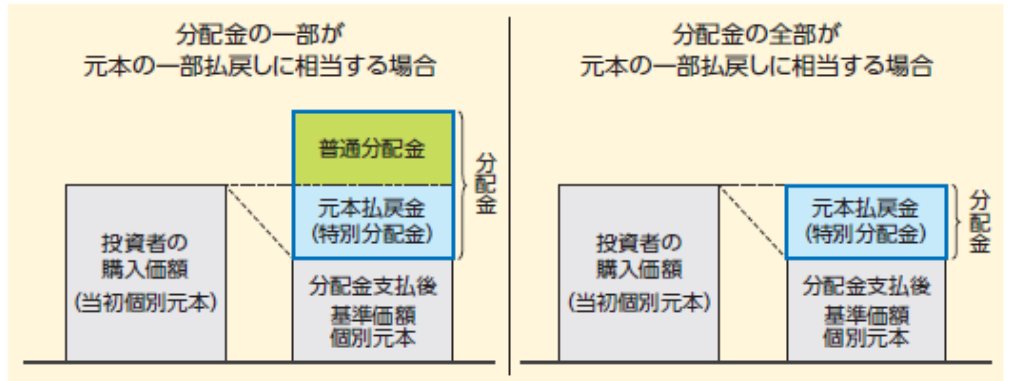 分配金の一部が
元本の一部払戻しに相当する場合
普通分配金
元本払戻金
(特別分配金)
分配金
投資者の
購入価額
(当初個別元本)
分配金支払後
基準価額
個別元本
分配金の全部が
元本の一部払戻しに相当する場合
元本払戻金
(特別分配金)
分配金
投資者の
購入価額
(当初個別元本)
分配金支払後
基準価額
個別元本